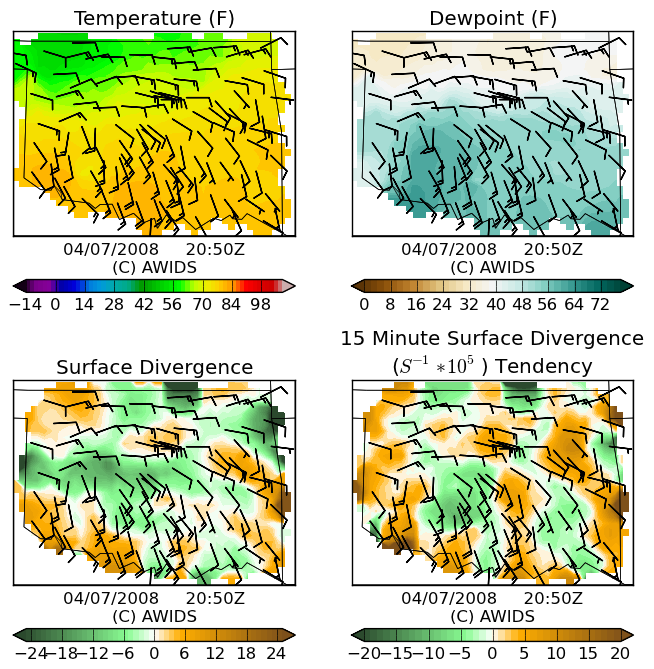 Temperature (F)
Dewpoint (F)
04/07/2008 20:50Z
(C) AWIDS
04/07/2008 20:50Z
(C) AWIDS
−14 0 14 28 42 56 70 84 98
0 8 16 24 32 40 48 56 64 72
Surface Divergence
15 Minute Surface Divergence
(S⁻¹ *10⁵ ) Tendency
04/07/2008 20:50Z
(C) AWIDS
04/07/2008 20:50Z
(C) AWIDS
−24 −18 −12 −6 0 6 12 18 24
−20 −15 −10 −5 0 5 10 15 20